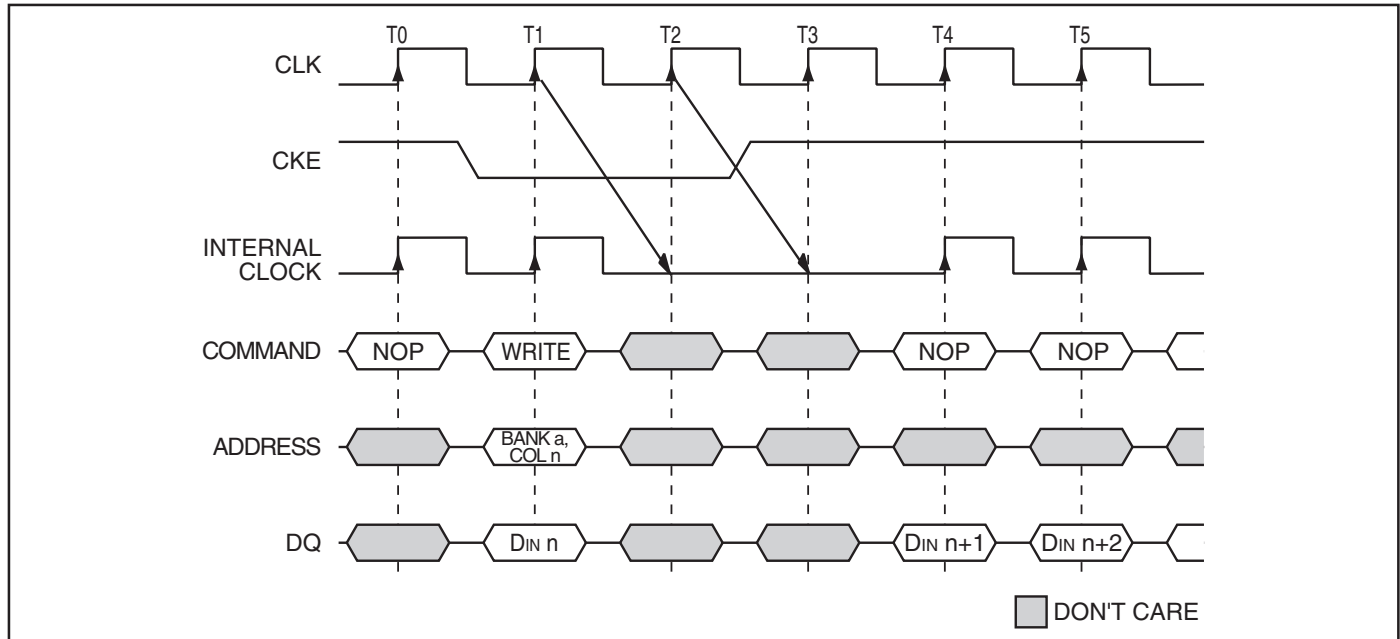 T0 T1 T2 T3 T4 T5
CLK
CKE
INTERNAL
CLOCK
COMMAND NOP WRITE NOP NOP
ADDRESS BANK a,
COL n
DQ DIN n DIN n+1 DIN n+2
DON'T CARE